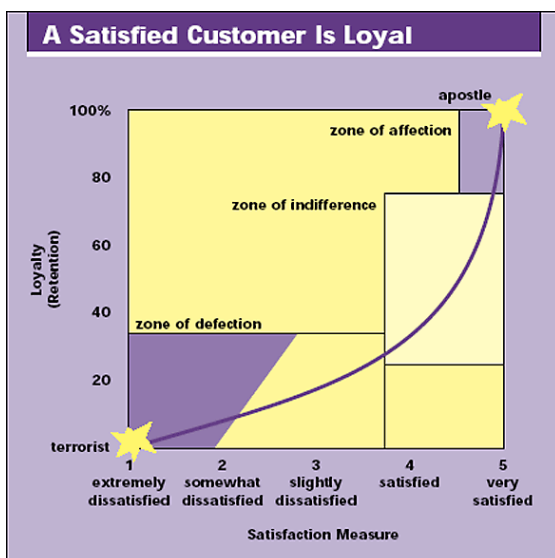 A Satisfied Customer Is Loyal
apostle
100%
zone of affection
80
zone of indifference
60
Loyalty
(Retention)
40
zone of defection
20
terrorist
1
2
3
4
5
extremely
dissatisfied
somewhat
dissatisfied
slightly
dissatisfied
satisfied
very
satisfied
Satisfaction Measure